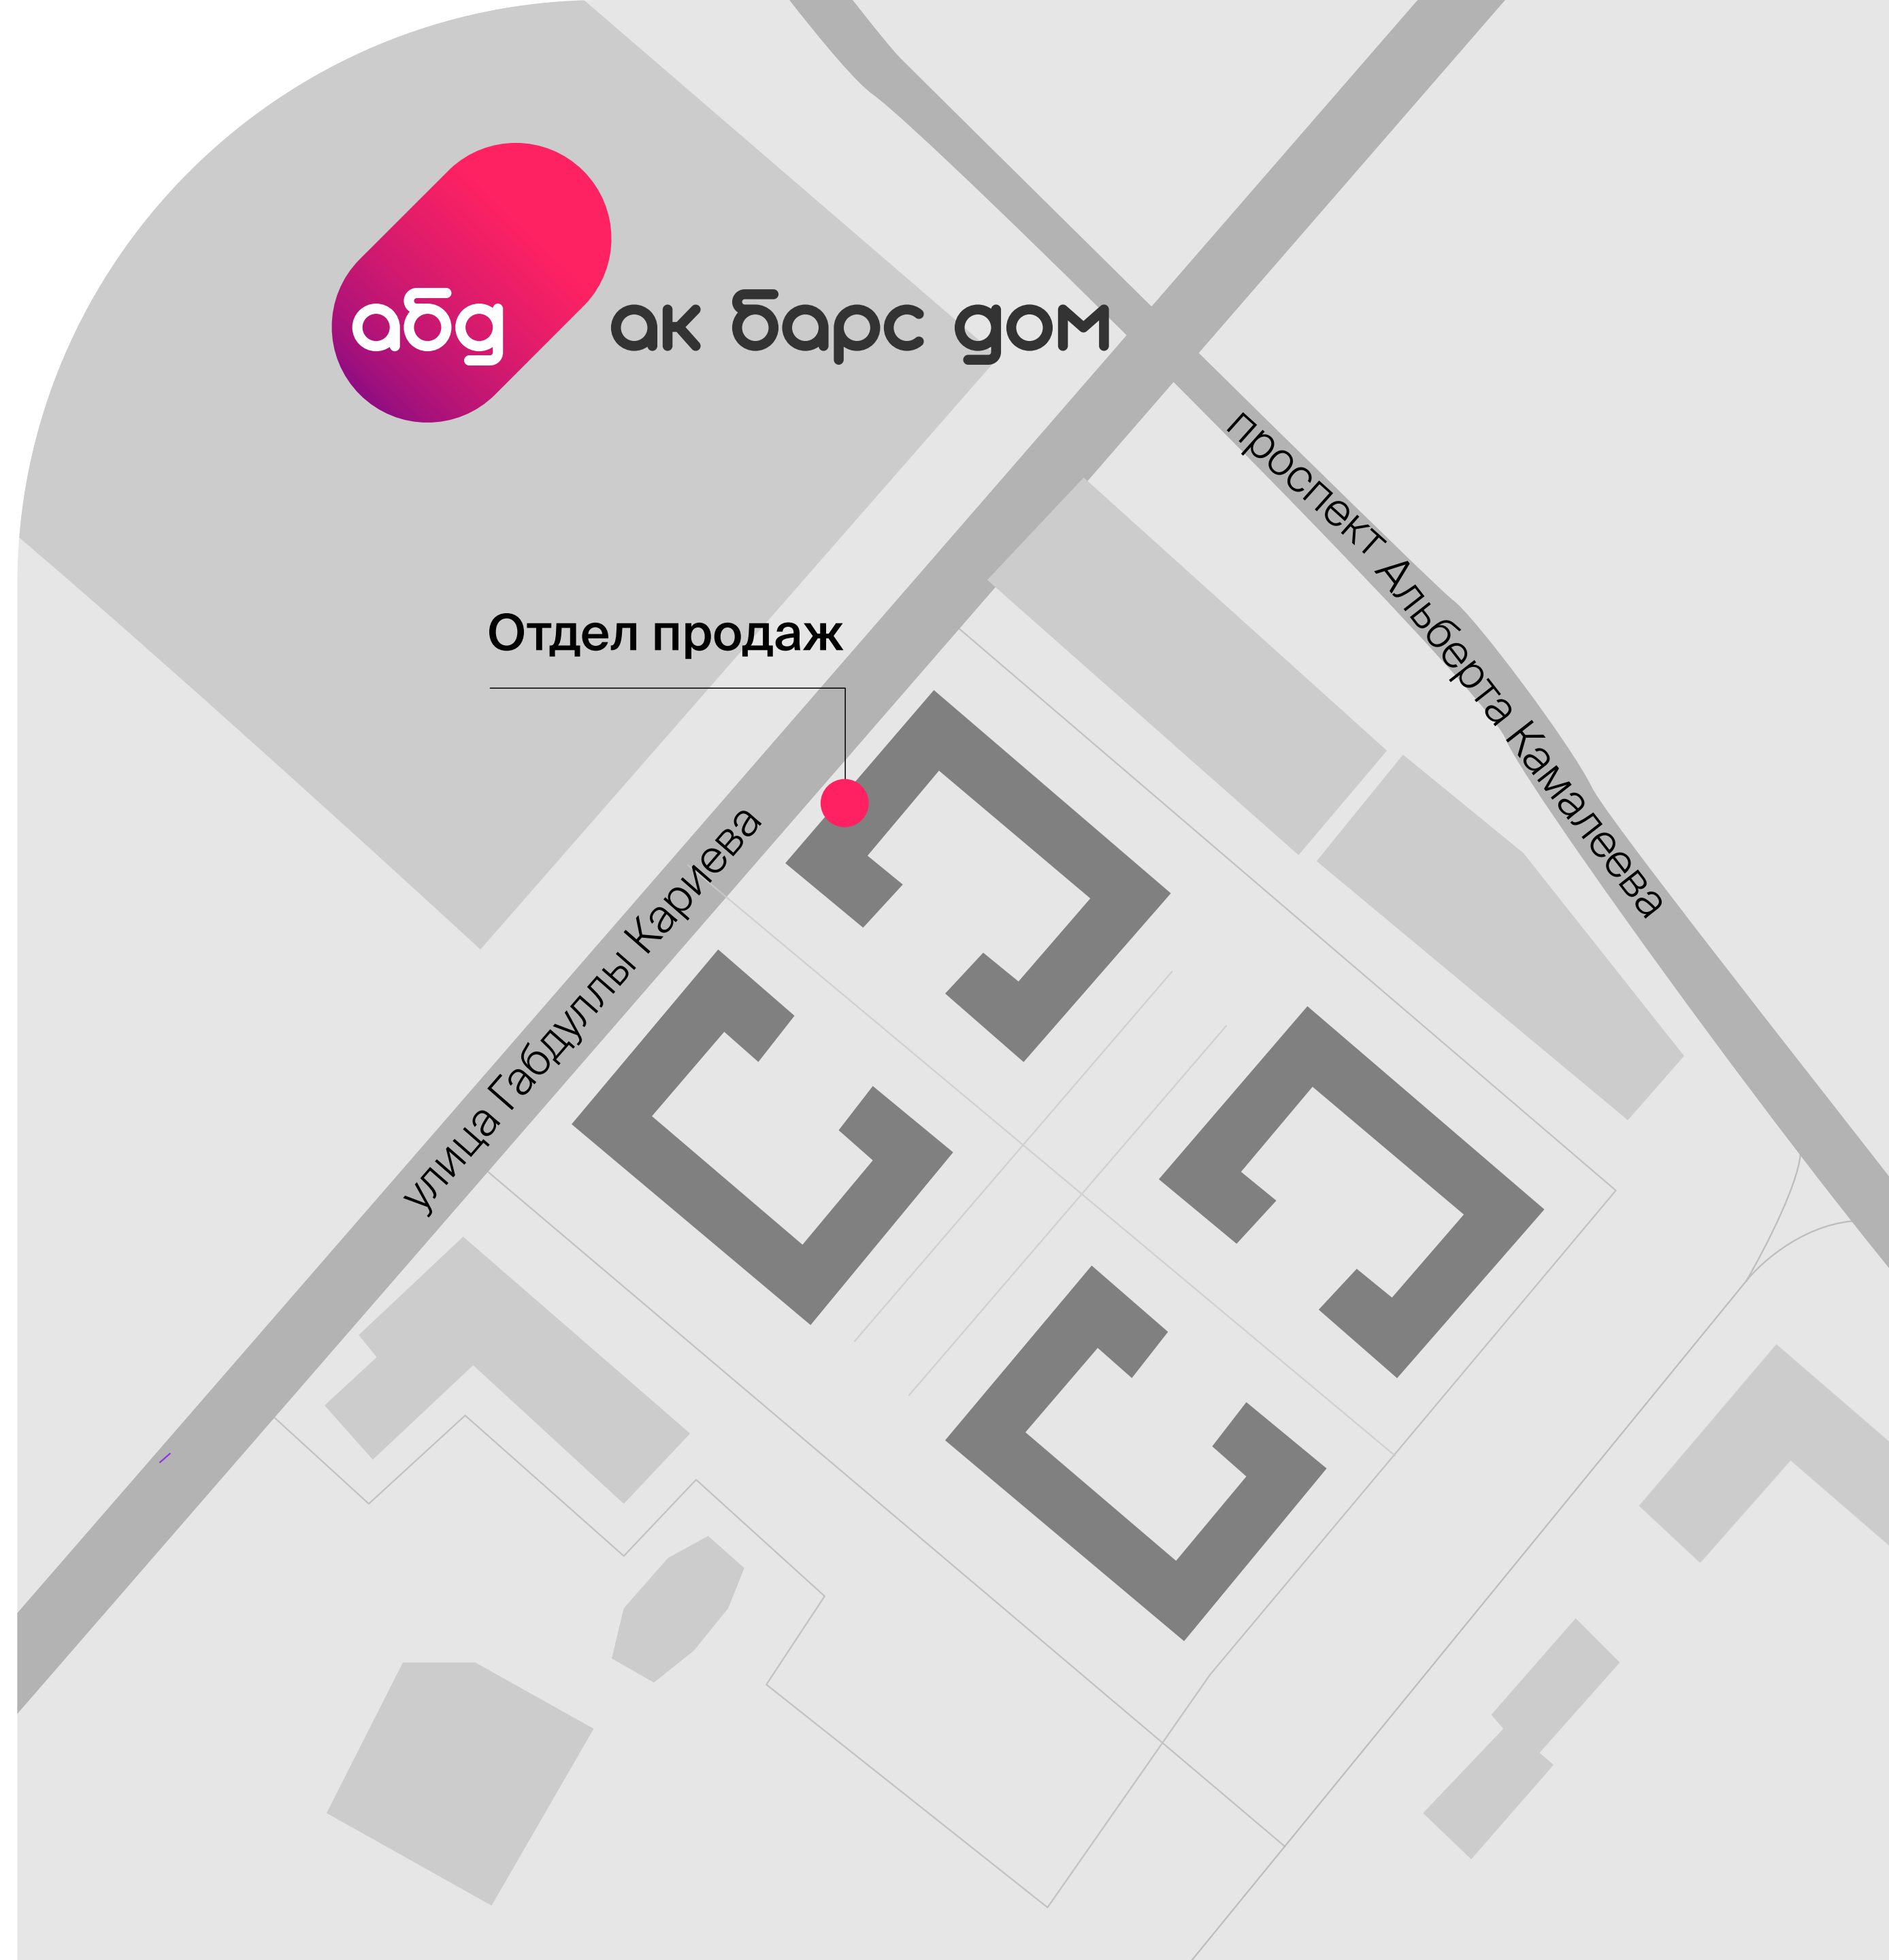 абд
ак барс дом
проспект Альберта Камалеева
Отдел продаж
улица Габдуллы Кариева